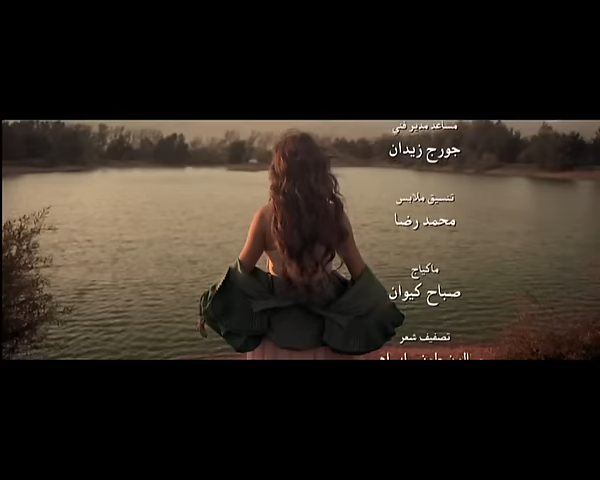 مساعد مدير فني
جورج زيدان
تنسيق ملابس
محمد رضا
ماكياج
صباح كيوان
تصفيف شعر